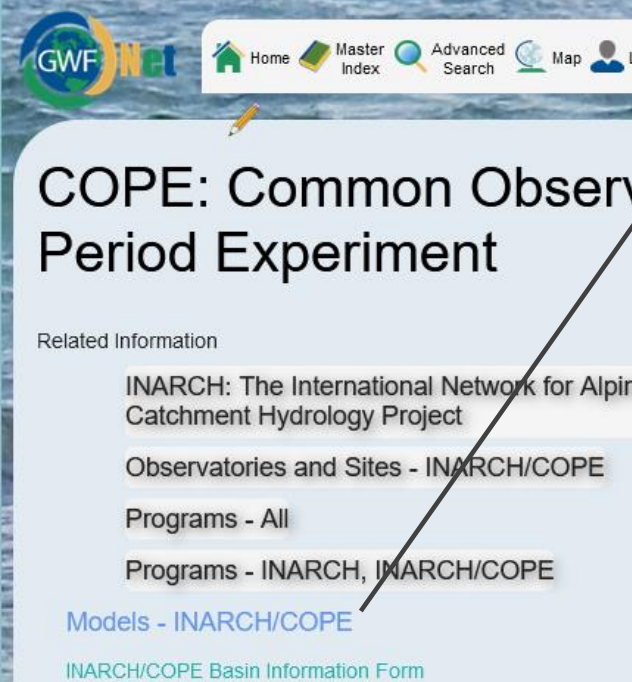 GWF Net
Home
Master Index
Advanced Search
Map
COPE: Common Observ
Period Experiment
Related Information
INARCH: The International Network for Alpin
Catchment Hydrology Project
Observatories and Sites - INARCH/COPE
Programs - All
Programs - INARCH, INARCH/COPE
Models - INARCH/COPE
INARCH/COPE Basin Information Form